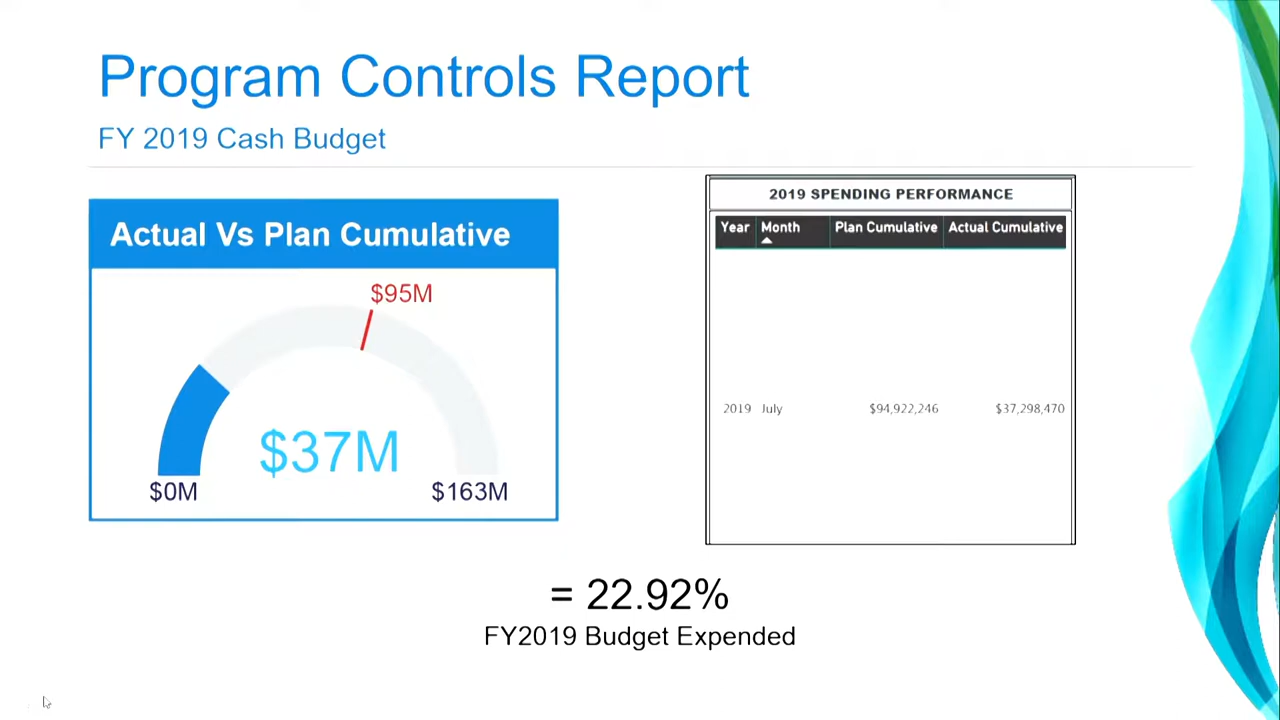 Program Controls Report
FY 2019 Cash Budget
Actual Vs Plan Cumulative
$95M
$37M
$0M
$163M
2019 SPENDING PERFORMANCE
Year Month Plan Cumulative Actual Cumulative
2019 July $94,922,246 $37,298,470
= 22.92%
FY2019 Budget Expended